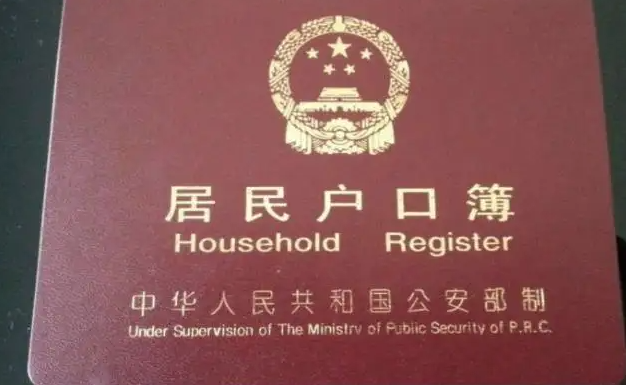 居民户口簿
Household Register
中华人民共和国公安部制
Under Supervision of The Ministry of Public Security of P.R.C.